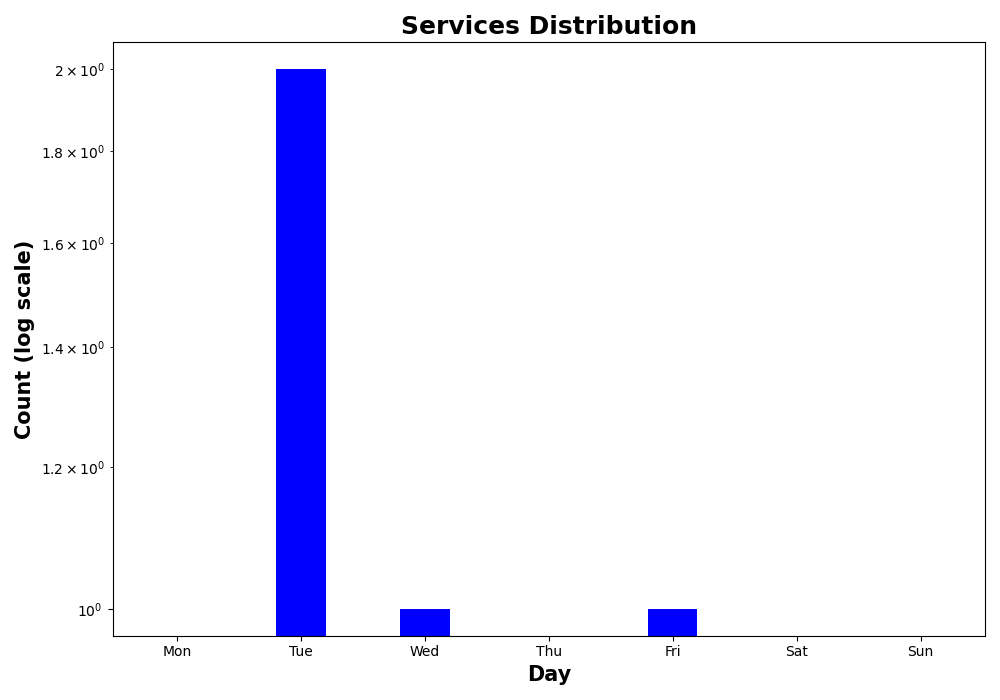 Services Distribution
Count (log scale)
2 × 10⁰
1.8 × 10⁰
1.6 × 10⁰
1.4 × 10⁰
1.2 × 10⁰
10⁰
Mon Tue Wed Thu Fri Sat Sun
Day